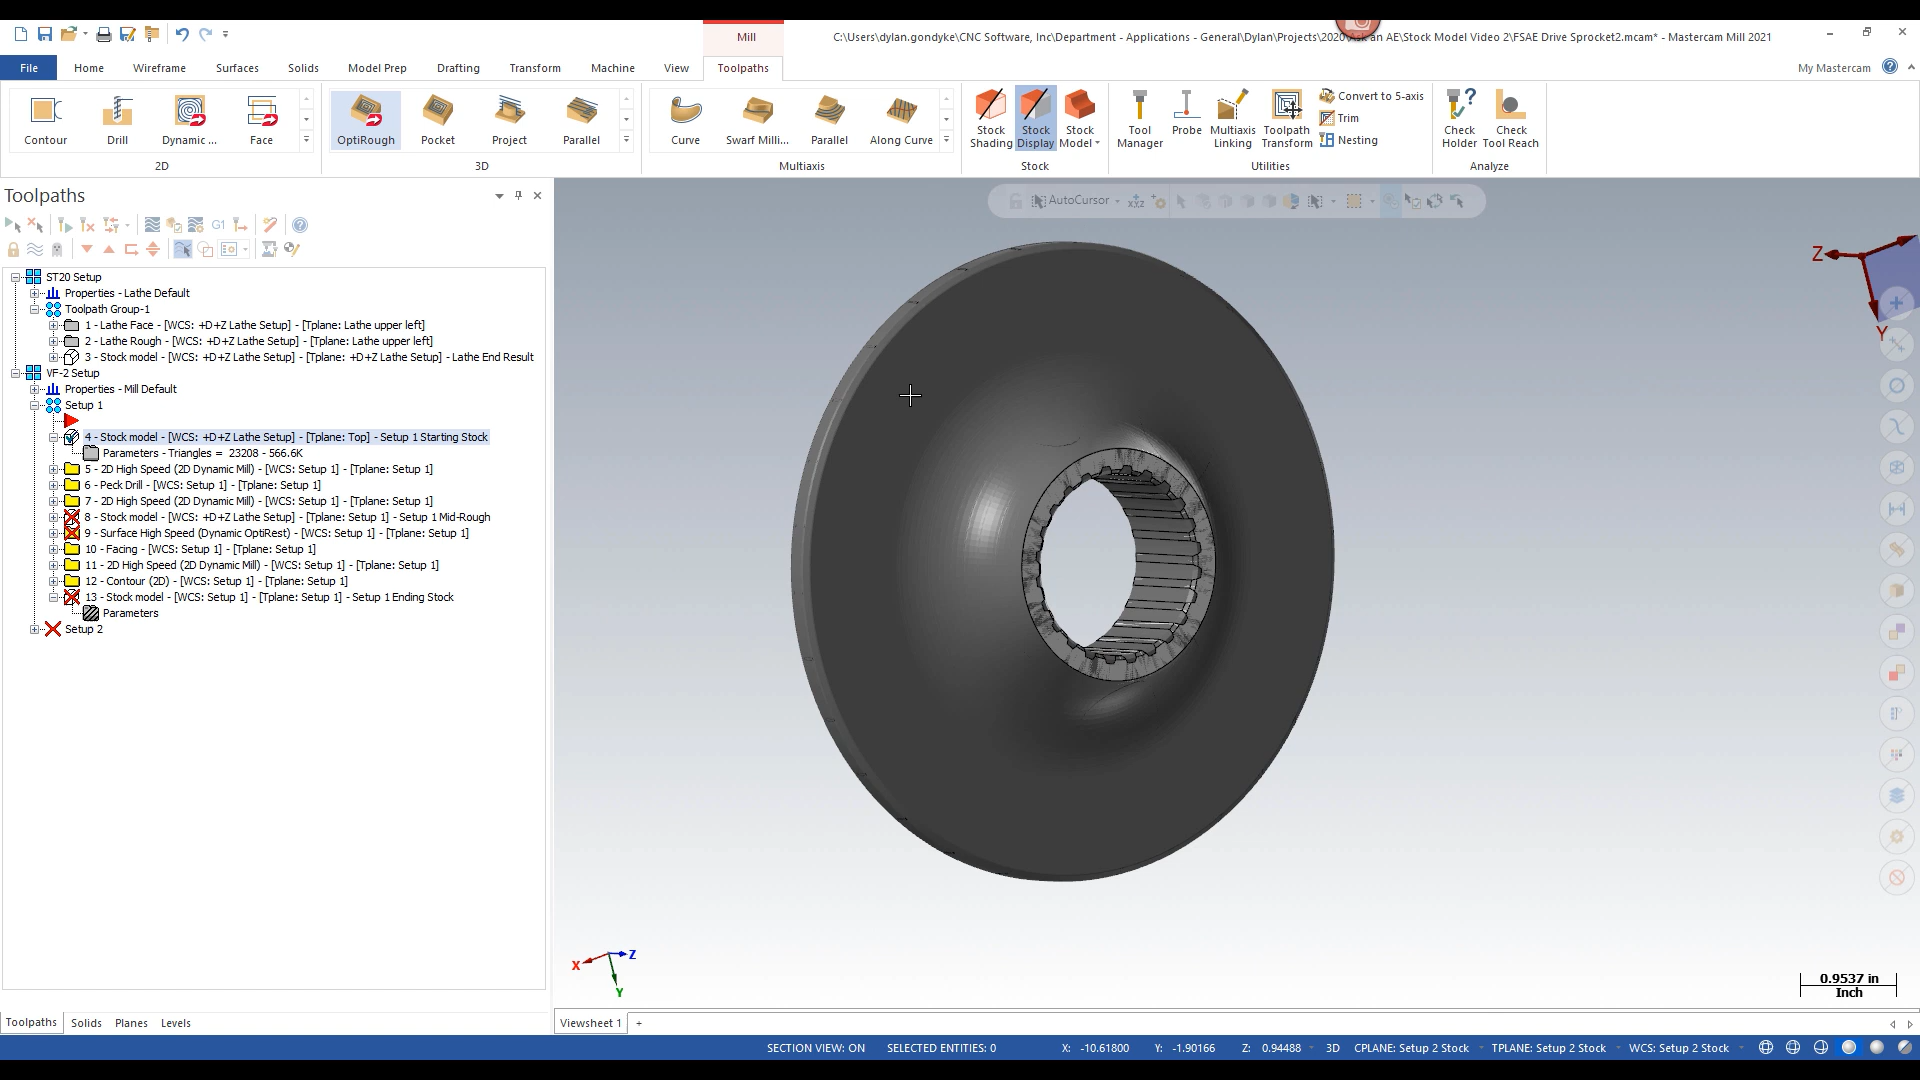 Mill
C:\Users\dylan.gondyke\CNC Software, Inc\Department - Applications - General\Dylan\Projects\2020\Ask an AE\Stock Model Video 2\FSAE Drive Sprocket2.mcam* - Mastercam Mill 2021
File Home Wireframe Surfaces Solids Model Prep Drafting Transform Machine View Toolpaths My Mastercam
Contour Drill Dynamic ... Face OptiRough Pocket Project Parallel Curve Swarf Milli... Parallel Along Curve
Stock Shading Stock Display Stock Model Tool Manager Probe Multiaxis Linking Toolpath Transform
Convert to 5-axis
Trim
Nesting
Check Holder Check Tool Reach
2D 3D Multiaxis Stock Utilities Analyze
Toolpaths
G1
AutoCursor
XYZ
ST20 Setup
Properties - Lathe Default
Toolpath Group-1
1 - Lathe Face - [WCS: +D+Z Lathe Setup] - [Tplane: Lathe upper left]
2 - Lathe Rough - [WCS: +D+Z Lathe Setup] - [Tplane: Lathe upper left]
3 - Stock model - [WCS: +D+Z Lathe Setup] - [Tplane: +D+Z Lathe Setup] - Lathe End Result
VF-2 Setup
Properties - Mill Default
Setup 1
4 - Stock model - [WCS: +D+Z Lathe Setup] - [Tplane: Top] - Setup 1 Starting Stock
Parameters - Triangles = 23208 - 566.6K
5 - 2D High Speed (2D Dynamic Mill) - [WCS: Setup 1] - [Tplane: Setup 1]
6 - Peck Drill - [WCS: Setup 1] - [Tplane: Setup 1]
7 - 2D High Speed (2D Dynamic Mill) - [WCS: Setup 1] - [Tplane: Setup 1]
8 - Stock model - [WCS: +D+Z Lathe Setup] - [Tplane: Setup 1] - Setup 1 Mid-Rough
9 - Surface High Speed (Dynamic OptiRest) - [WCS: Setup 1] - [Tplane: Setup 1]
10 - Facing - [WCS: Setup 1] - [Tplane: Setup 1]
11 - 2D High Speed (2D Dynamic Mill) - [WCS: Setup 1] - [Tplane: Setup 1]
12 - Contour (2D) - [WCS: Setup 1] - [Tplane: Setup 1]
13 - Stock model - [WCS: Setup 1] - [Tplane: Setup 1] - Setup 1 Ending Stock
Parameters
Setup 2
Z
Y
X
Z
Y
0.9537 in
Inch
Toolpaths Solids Planes Levels
Viewsheet 1 +
SECTION VIEW: ON SELECTED ENTITIES: 0 X: -10.61800 Y: -1.90166 Z: 0.94488 3D CPLANE: Setup 2 Stock TPLANE: Setup 2 Stock WCS: Setup 2 Stock